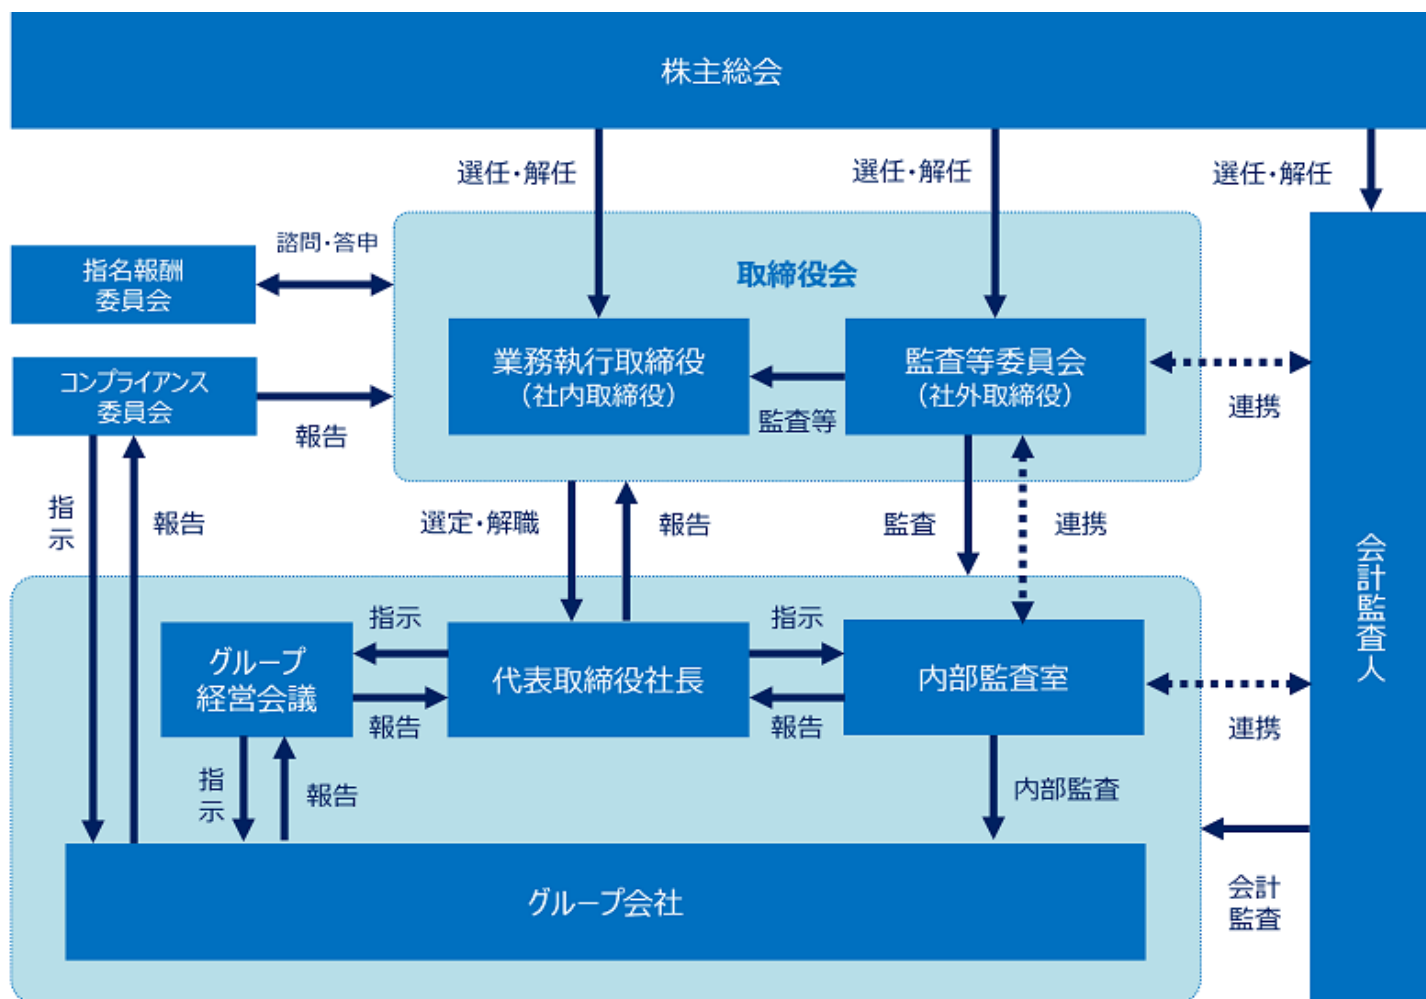 株主総会
選任・解任
選任・解任
選任・解任
諮問・答申
指名報酬
委員会
取締役会
コンプライアンス
委員会
報告
業務執行取締役
（社内取締役）
監査等
監査等委員会
（社外取締役）
連携
指
示
報告
選定・解職
報告
監査
連携
会
計
監
査
人
グループ
経営会議
指示
報告
代表取締役社長
指示
報告
内部監査室
連携
指
示
報告
内部監査
グループ会社
会計
監査